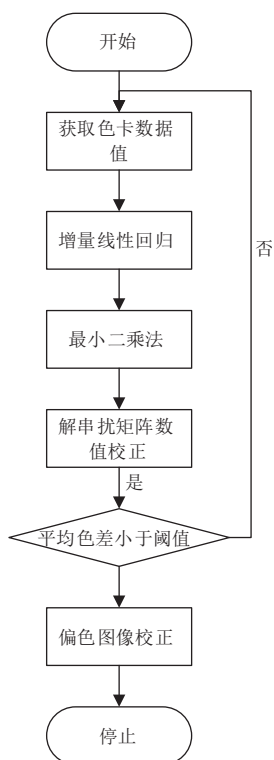 开始
获取色卡数据
值
增量线性回归
否
最小二乘法
解串扰矩阵数
值校正
是
平均色差小于阈值
偏色图像校正
停止